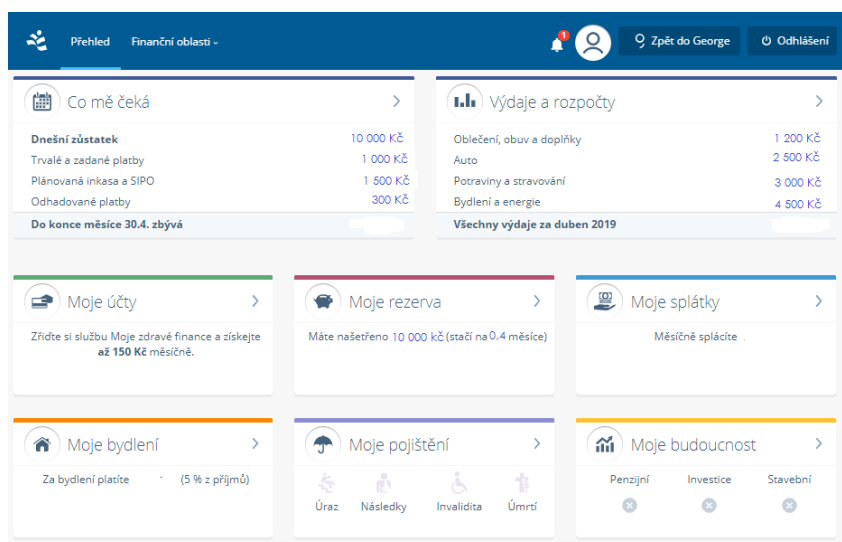 Přehled Finanční oblasti 1 Zpět do George Odhlášení
Co mě čeká
Dnešní zůstatek 10 000 Kč
Trvalé a zadané platby 1 000 Kč
Plánovaná inkasa a SIPO 1 500 Kč
Odhadované platby 300 Kč
Do konce měsíce 30.4. zbývá
Výdaje a rozpočty
Oblečení, obuv a doplňky 1 200 Kč
Auto 2 500 Kč
Potraviny a stravování 3 000 Kč
Bydlení a energie 4 500 Kč
Všechny výdaje za duben 2019
Moje účty
Zřiďte si službu Moje zdravé finance a získejte
až 150 Kč měsíčně.
Moje rezerva
Máte našetřeno 10 000 kč (stačí na 0,4 měsíce)
Moje splátky
Měsíčně splácíte
Moje bydlení
Za bydlení platíte (5 % z příjmů)
Moje pojištění
Úraz Následky Invalidita Úmrtí
Moje budoucnost
Penzijní Investice Stavební